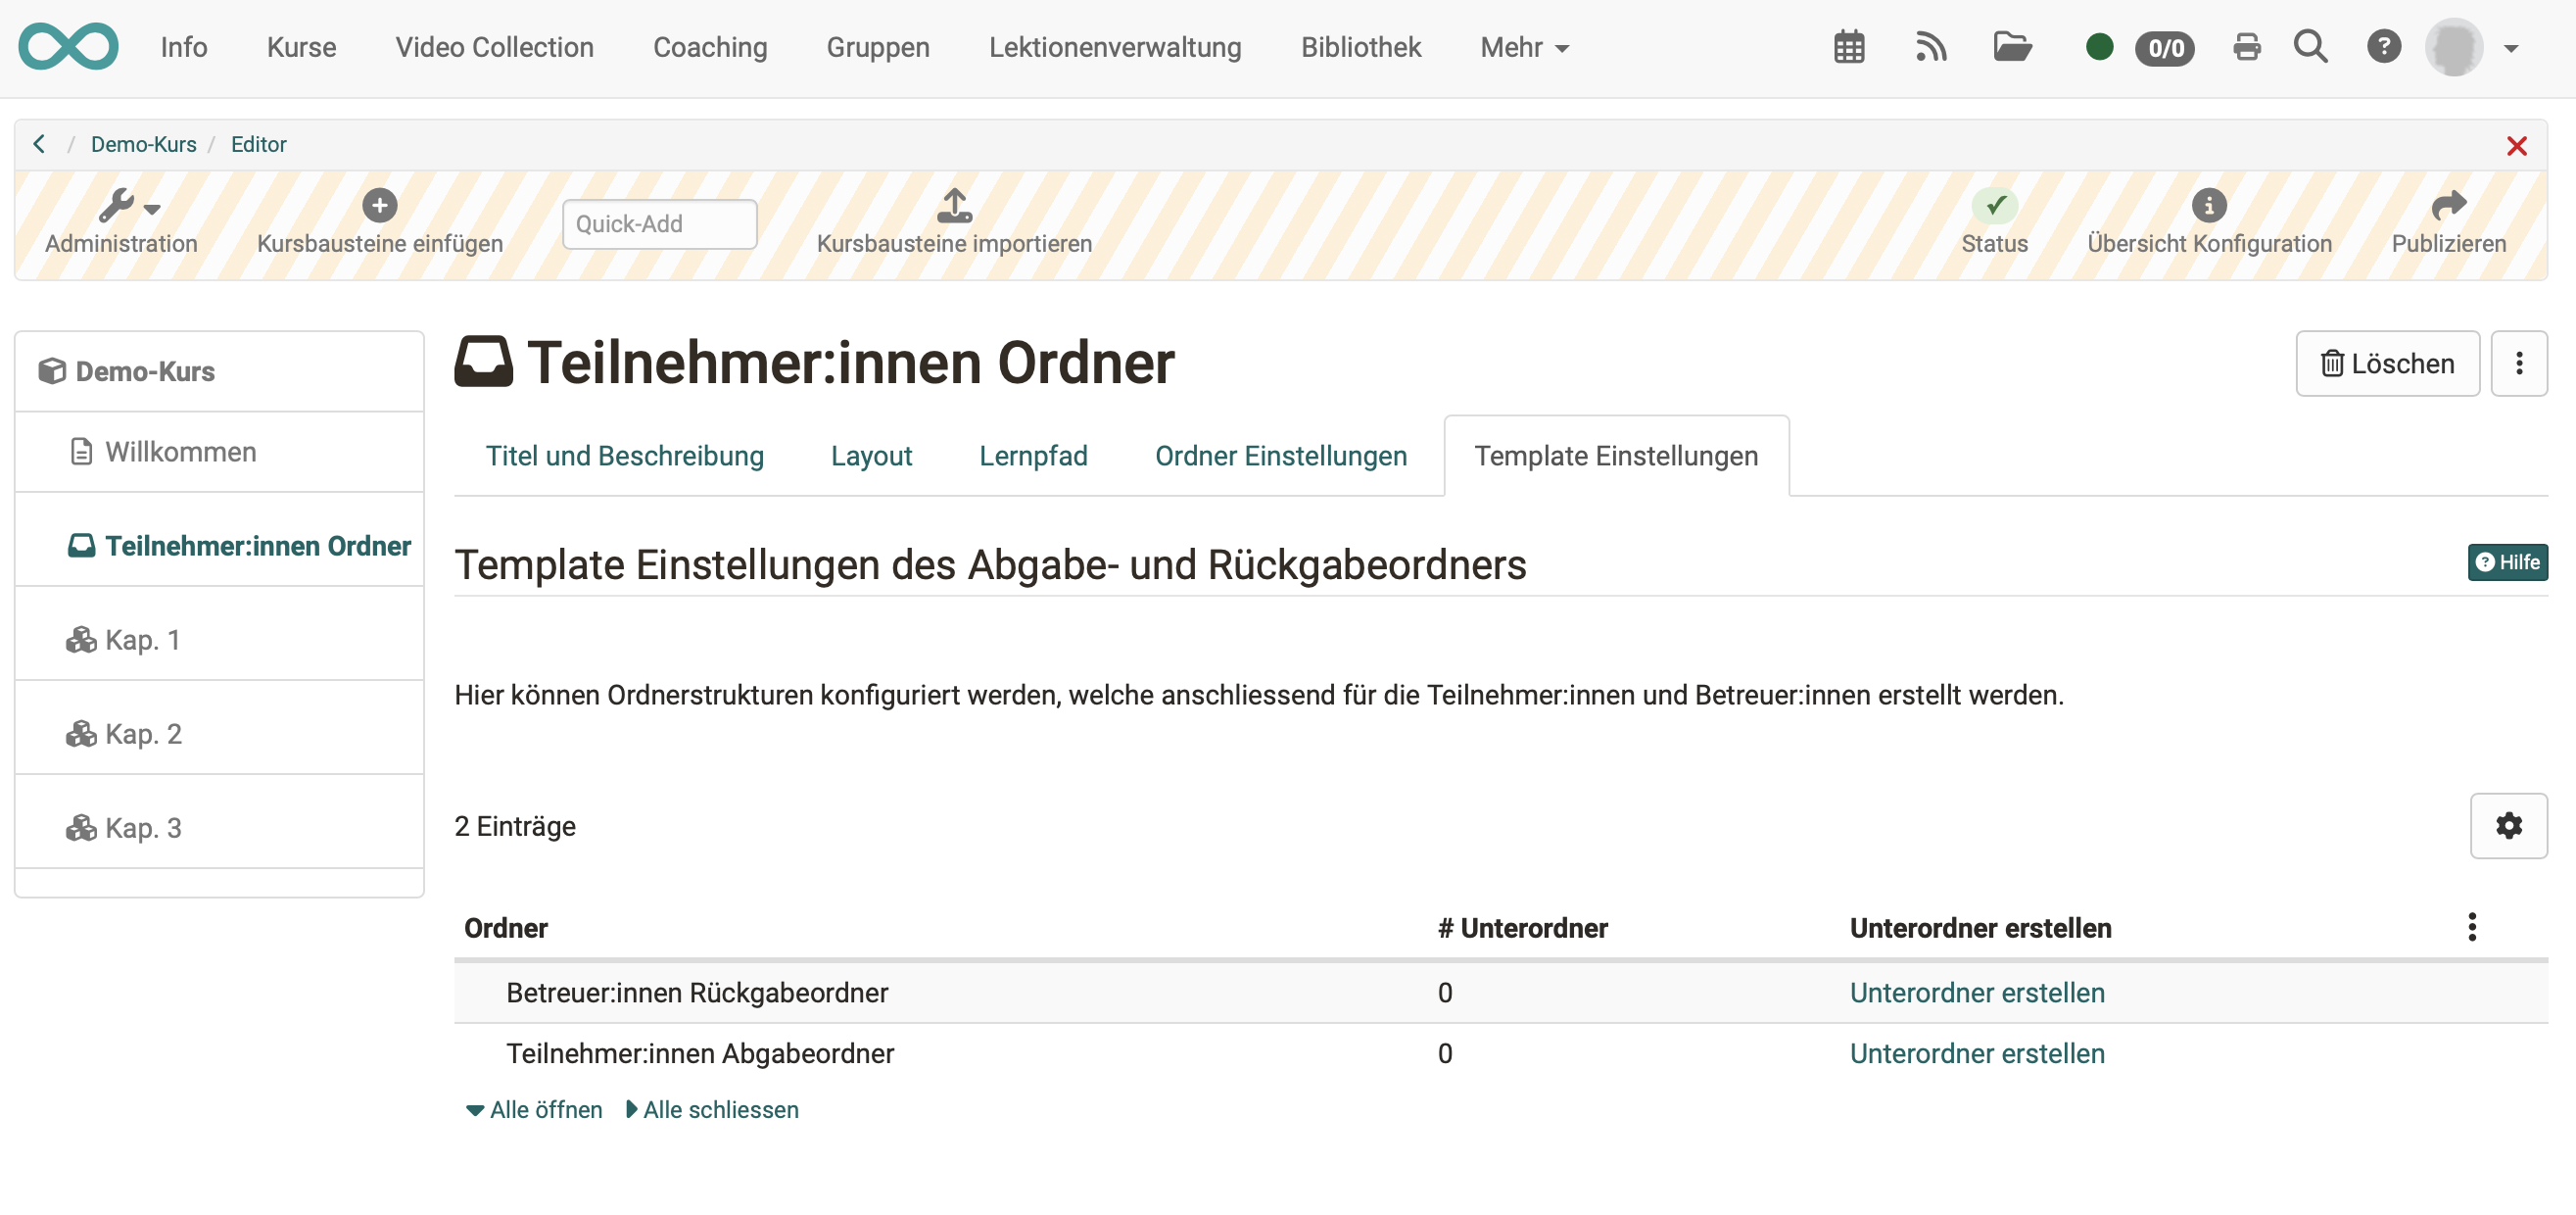 Info Kurse Video Collection Coaching Gruppen Lektionenverwaltung Bibliothek Mehr 0/0
/ Demo-Kurs / Editor
Administration Kursbausteine einfügen Quick-Add Kursbausteine importieren Status Übersicht Konfiguration Publizieren
Demo-Kurs
Willkommen
Teilnehmer:innen Ordner
Kap. 1
Kap. 2
Kap. 3
Teilnehmer:innen Ordner
Löschen
Titel und Beschreibung Layout Lernpfad Ordner Einstellungen Template Einstellungen
Template Einstellungen des Abgabe- und Rückgabeordners
Hilfe
Hier können Ordnerstrukturen konfiguriert werden, welche anschliessend für die Teilnehmer:innen und Betreuer:innen erstellt werden.
2 Einträge
Ordner # Unterordner Unterordner erstellen
Betreuer:innen Rückgabeordner 0 Unterordner erstellen
Teilnehmer:innen Abgabeordner 0 Unterordner erstellen
Alle öffnen Alle schliessen